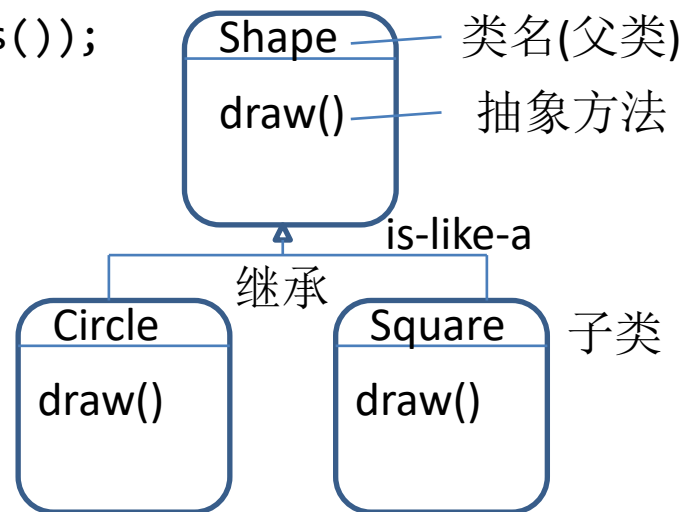 s());
Shape
类名(父类)
draw()
抽象方法
is-like-a
继承
Circle
Square
子类
draw()
draw()